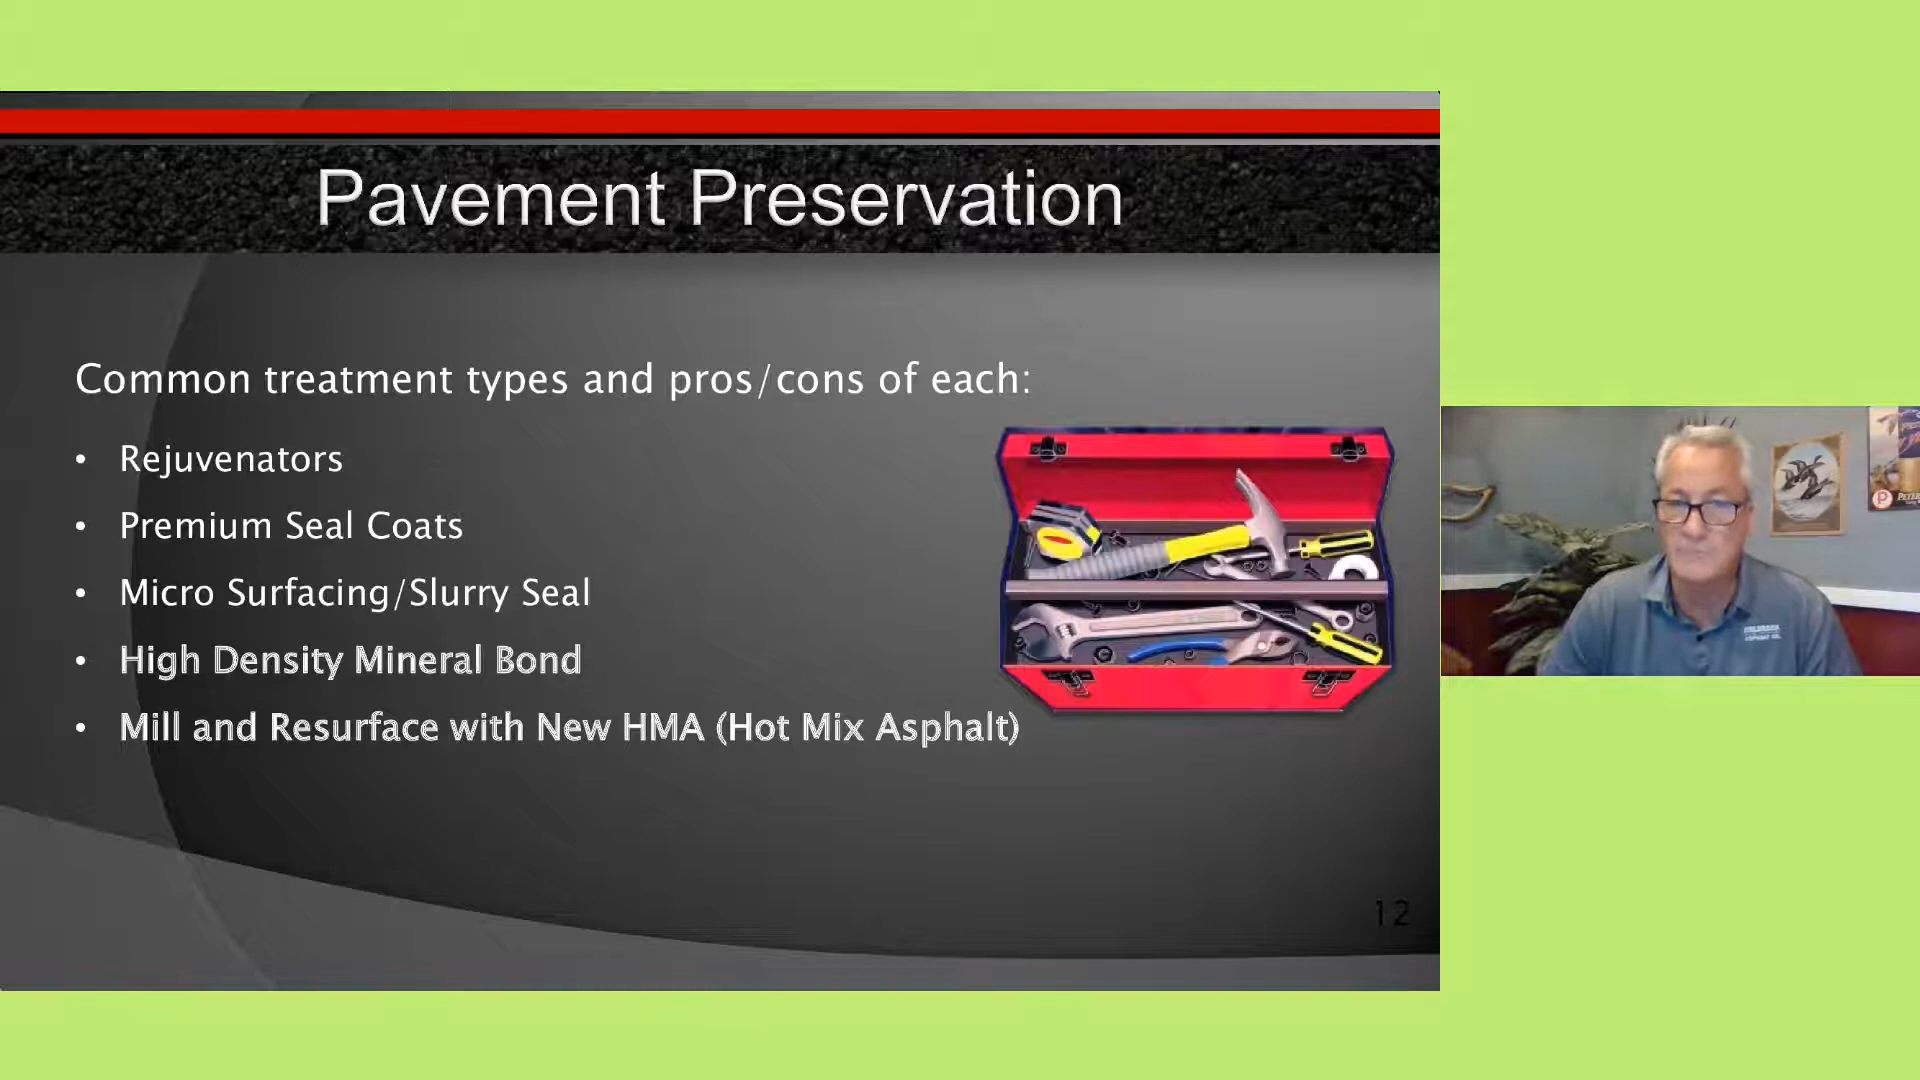 Pavement Preservation
Common treatment types and pros/cons of each:
• Rejuvenators
• Premium Seal Coats
• Micro Surfacing/Slurry Seal
• High Density Mineral Bond
• Mill and Resurface with New HMA (Hot Mix Asphalt)
12